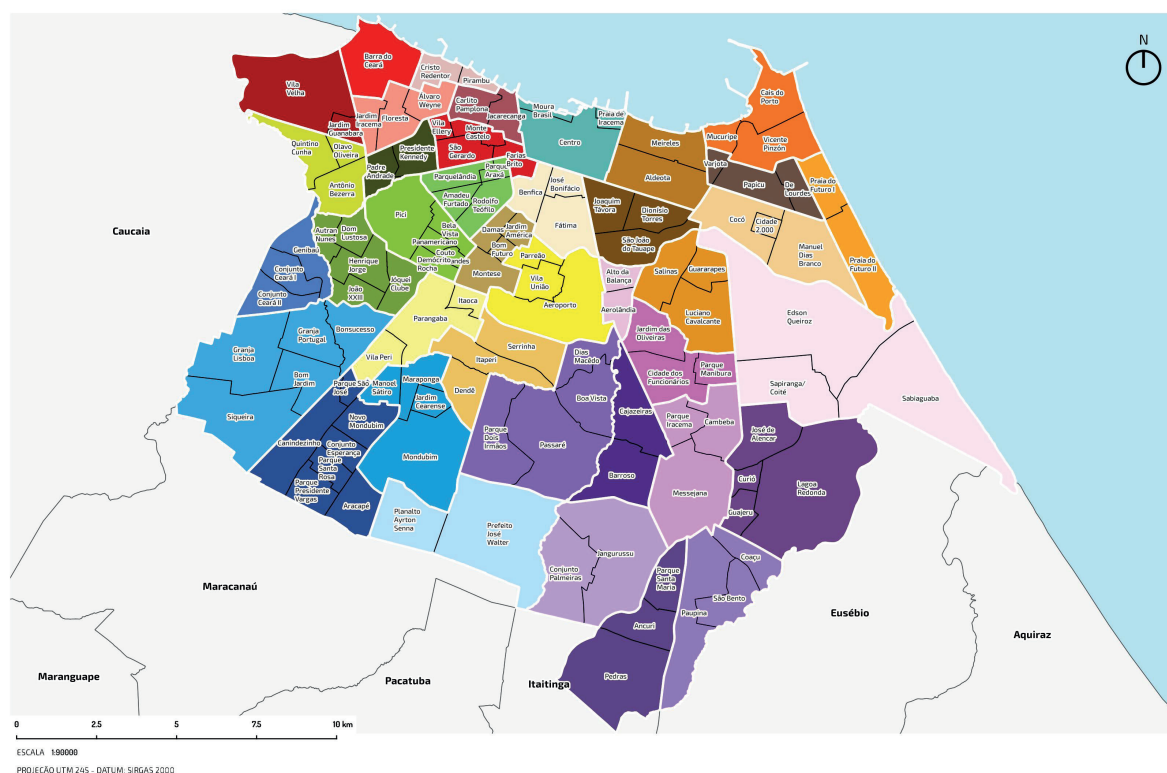 N
Barra do
Ceará
Cristo
Redentor
Pirambu
Vila
Velha
Álvaro
Weyne
Carlito
Pamplona
Jacarecanga
Moura
Brasil
Praia de
Cais do
Porto
Jardim
Guanabara
Jardim
Iracema
Floresta
Vila
Ellery
Monte
Castelo
Centro
Meireles
Mucuripe
Vicente
Pinzón
Quintino
Cunha
Olavo
Oliveira
Presidente
Kennedy
São
Gerardo
Farias
Brito
Padre
Andrade
Parquelândia
Parque
Araxá
Varjota
Aldeota
Papicu
De
Lourdes
Praia do
Futuro I
Antônio
Bezerra
Amadeu
Furtado
Rodolfo
Teófilo
Benfica
José
Bonifácio
Joaquim
Távora
Dionísio
Torres
Pici
Bela
Vista
Damas
Jardim
América
Fátima
Cocó
Cidade
2.000
Caucaia
Autran
Nunes
Dom
Lustosa
Panamericano
Bom
Futuro
São João
do Tauape
Manuel
Dias
Branco
Praia do
Futuro II
Genibaú
Henrique
Jorge
Couto
Demócrito
Rocha
andes
Parreão
Montese
Vila
União
Alto da
Balança
Salinas
Guararapes
Conjunto
Ceará I
Conjunto
Ceará II
João
XXIII
Jóquei
Clube
Itaoca
Aeroporto
Aerolândia
Luciano
Cavalcante
Edson
Queiroz
Granja
Portugal
Bonsucesso
Parangaba
Jardim das
Oliveiras
Granja
Lisboa
Vila Peri
Itaperi
Serrinha
Dias
Macêdo
Cidade dos
Funcionários
Parque
Manibura
Bom
Jardim
Parque São
José
Manoel
Sátiro
Maraponga
Jardim
Cearense
Dendê
Boa Vista
Cajazeiras
Sapiranga/
Coité
Sabiaguaba
Siqueira
Novo
Mondubim
Parque
Iracema
Cambeba
José de
Alencar
Canindezinho
Conjunto
Esperança
Parque
Santa
Rosa
Mondubim
Parque
Dois
Irmãos
Passaré
Barroso
Curió
Lagoa
Redonda
Parque
Presidente
Vargas
Aracapé
Messejana
Guajeru
Planalto
Ayrton
Senna
Prefeito
José
Walter
Jangurussu
Conjunto
Palmeiras
Parque
Santa
Maria
Coaçu
São Bento
Paupina
Ancuri
Pedras
Maracanaú
Eusébio
Aquiraz
Maranguape
Pacatuba
Itaitinga
0 2.5 5 7.5 10 km
ESCALA 1:90000
PROJEÇÃO UTM 24S - DATUM: SIRGAS 2000